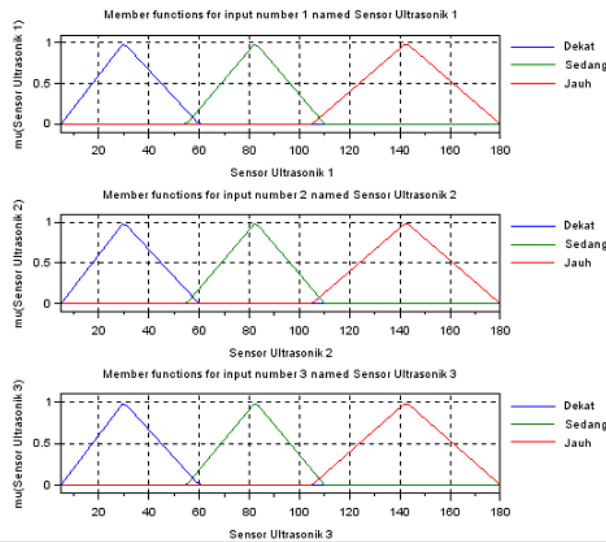 Member functions for input number 1 named Sensor Ultrasonik 1
mu(Sensor Ultrasonik 1)
1
0.5
0
20 40 60 80 100 120 140 160 180
Sensor Ultrasonik 1
Dekat
Sedang
Jauh
Member functions for input number 2 named Sensor Ultrasonik 2
mu(Sensor Ultrasonik 2)
1
0.5
0
20 40 60 80 100 120 140 160 180
Sensor Ultrasonik 2
Dekat
Sedang
Jauh
Member functions for input number 3 named Sensor Ultrasonik 3
mu(Sensor Ultrasonik 3)
1
0.5
0
20 40 60 80 100 120 140 160 180
Sensor Ultrasonik 3
Dekat
Sedang
Jauh